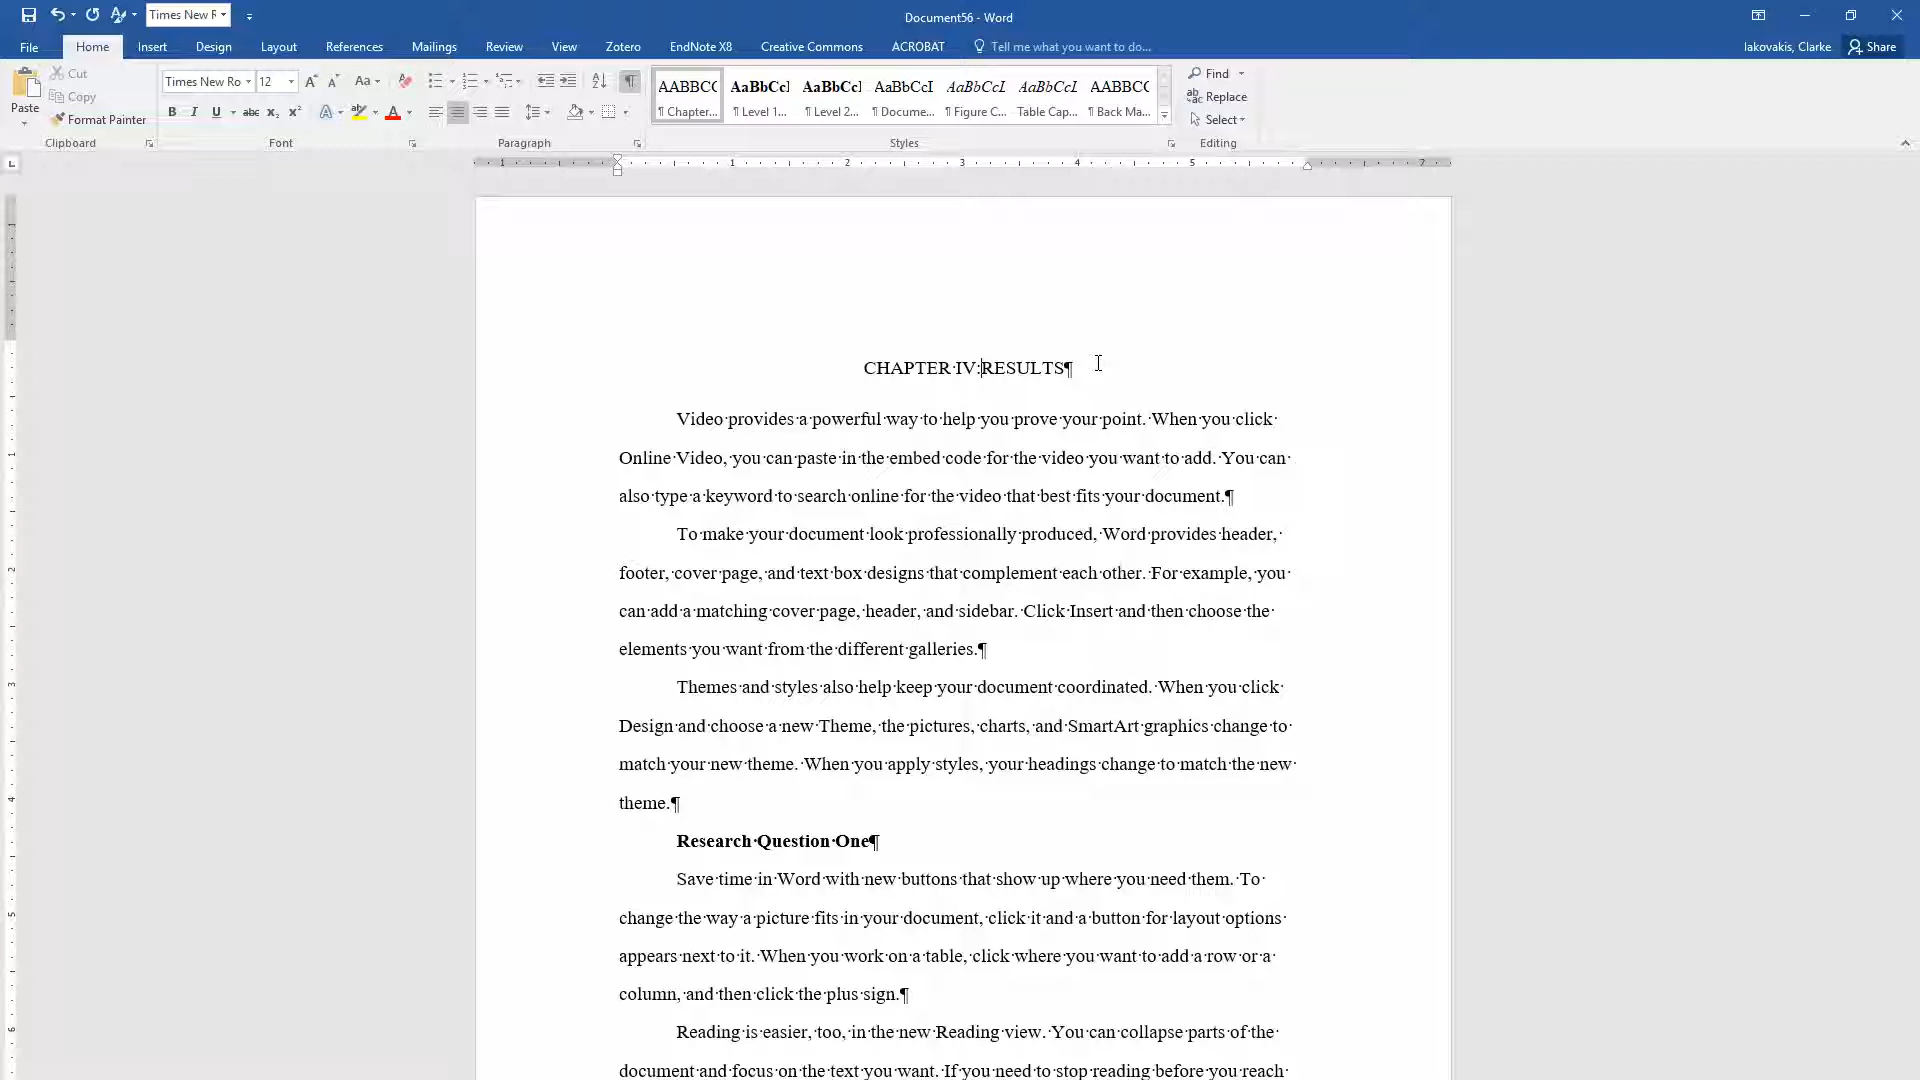 Times New F
Document56 - Word
File Home Insert Design Layout References Mailings Review View Zotero EndNote X8 Creative Commons ACROBAT Tell me what you want to do... Iakovakis, Clarke Share
Paste
Cut
Copy
Format Painter
Clipboard
Times New Ro 12
Font
Paragraph
AABBCC AaBbCcI AaBbCcI AaBbCcI AaBbCcI AaBbCcI AABBCC
¶ Chapter... ¶ Level 1... ¶ Level 2... ¶ Docume... ¶ Figure C... Table Cap... ¶ Back Ma...
Styles
Find
Replace
Select
Editing
1 1 2 3 4 5 7
CHAPTER·IV:RESULTS¶
Video·provides·a·powerful·way·to·help·you·prove·your·point.·When·you·click·
Online·Video,·you·can·paste·in·the·embed·code·for·the·video·you·want·to·add.·You·can·
also·type·a·keyword·to·search·online·for·the·video·that·best·fits·your·document.¶
To·make·your·document·look·professionally·produced,·Word·provides·header,·
footer,·cover·page,·and·text·box·designs·that·complement·each·other.·For·example,·you·
can·add·a·matching·cover·page,·header,·and·sidebar.·Click·Insert·and·then·choose·the·
elements·you·want·from·the·different·galleries.¶
Themes·and·styles·also·help·keep·your·document·coordinated.·When·you·click·
Design·and·choose·a·new·Theme,·the·pictures,·charts,·and·SmartArt·graphics·change·to·
match·your·new·theme.·When·you·apply·styles,·your·headings·change·to·match·the·new·
theme.¶
Research·Question·One¶
Save·time·in·Word·with·new·buttons·that·show·up·where·you·need·them.·To·
change·the·way·a·picture·fits·in·your·document,·click·it·and·a·button·for·layout·options·
appears·next·to·it.·When·you·work·on·a·table,·click·where·you·want·to·add·a·row·or·a·
column,·and·then·click·the·plus·sign.¶
Reading·is·easier,·too,·in·the·new·Reading·view.·You·can·collapse·parts·of·the·
document·and·focus·on·the·text·you·want.·If·you·need·to·stop·reading·before·you·reach·